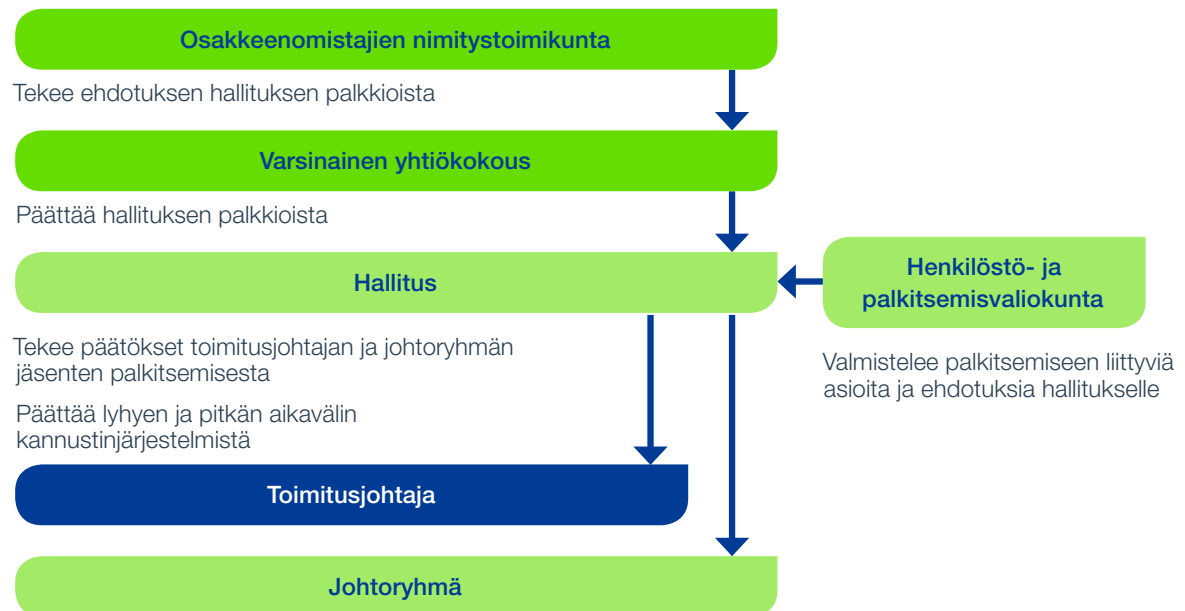 Osakkeenomistajien nimitystoimikunta
Tekee ehdotuksen hallituksen palkkioista
Varsinainen yhtiökokous
Päättää hallituksen palkkioista
Hallitus
Henkilöstö- ja
palkitsemisvaliokunta
Tekee päätökset toimitusjohtajan ja johtoryhmän
jäsenten palkitsemisesta
Päättää lyhyen ja pitkän aikavälin
kannustinjärjestelmistä
Valmistelee palkitsemiseen liittyviä
asioita ja ehdotuksia hallitukselle
Toimitusjohtaja
Johtoryhmä